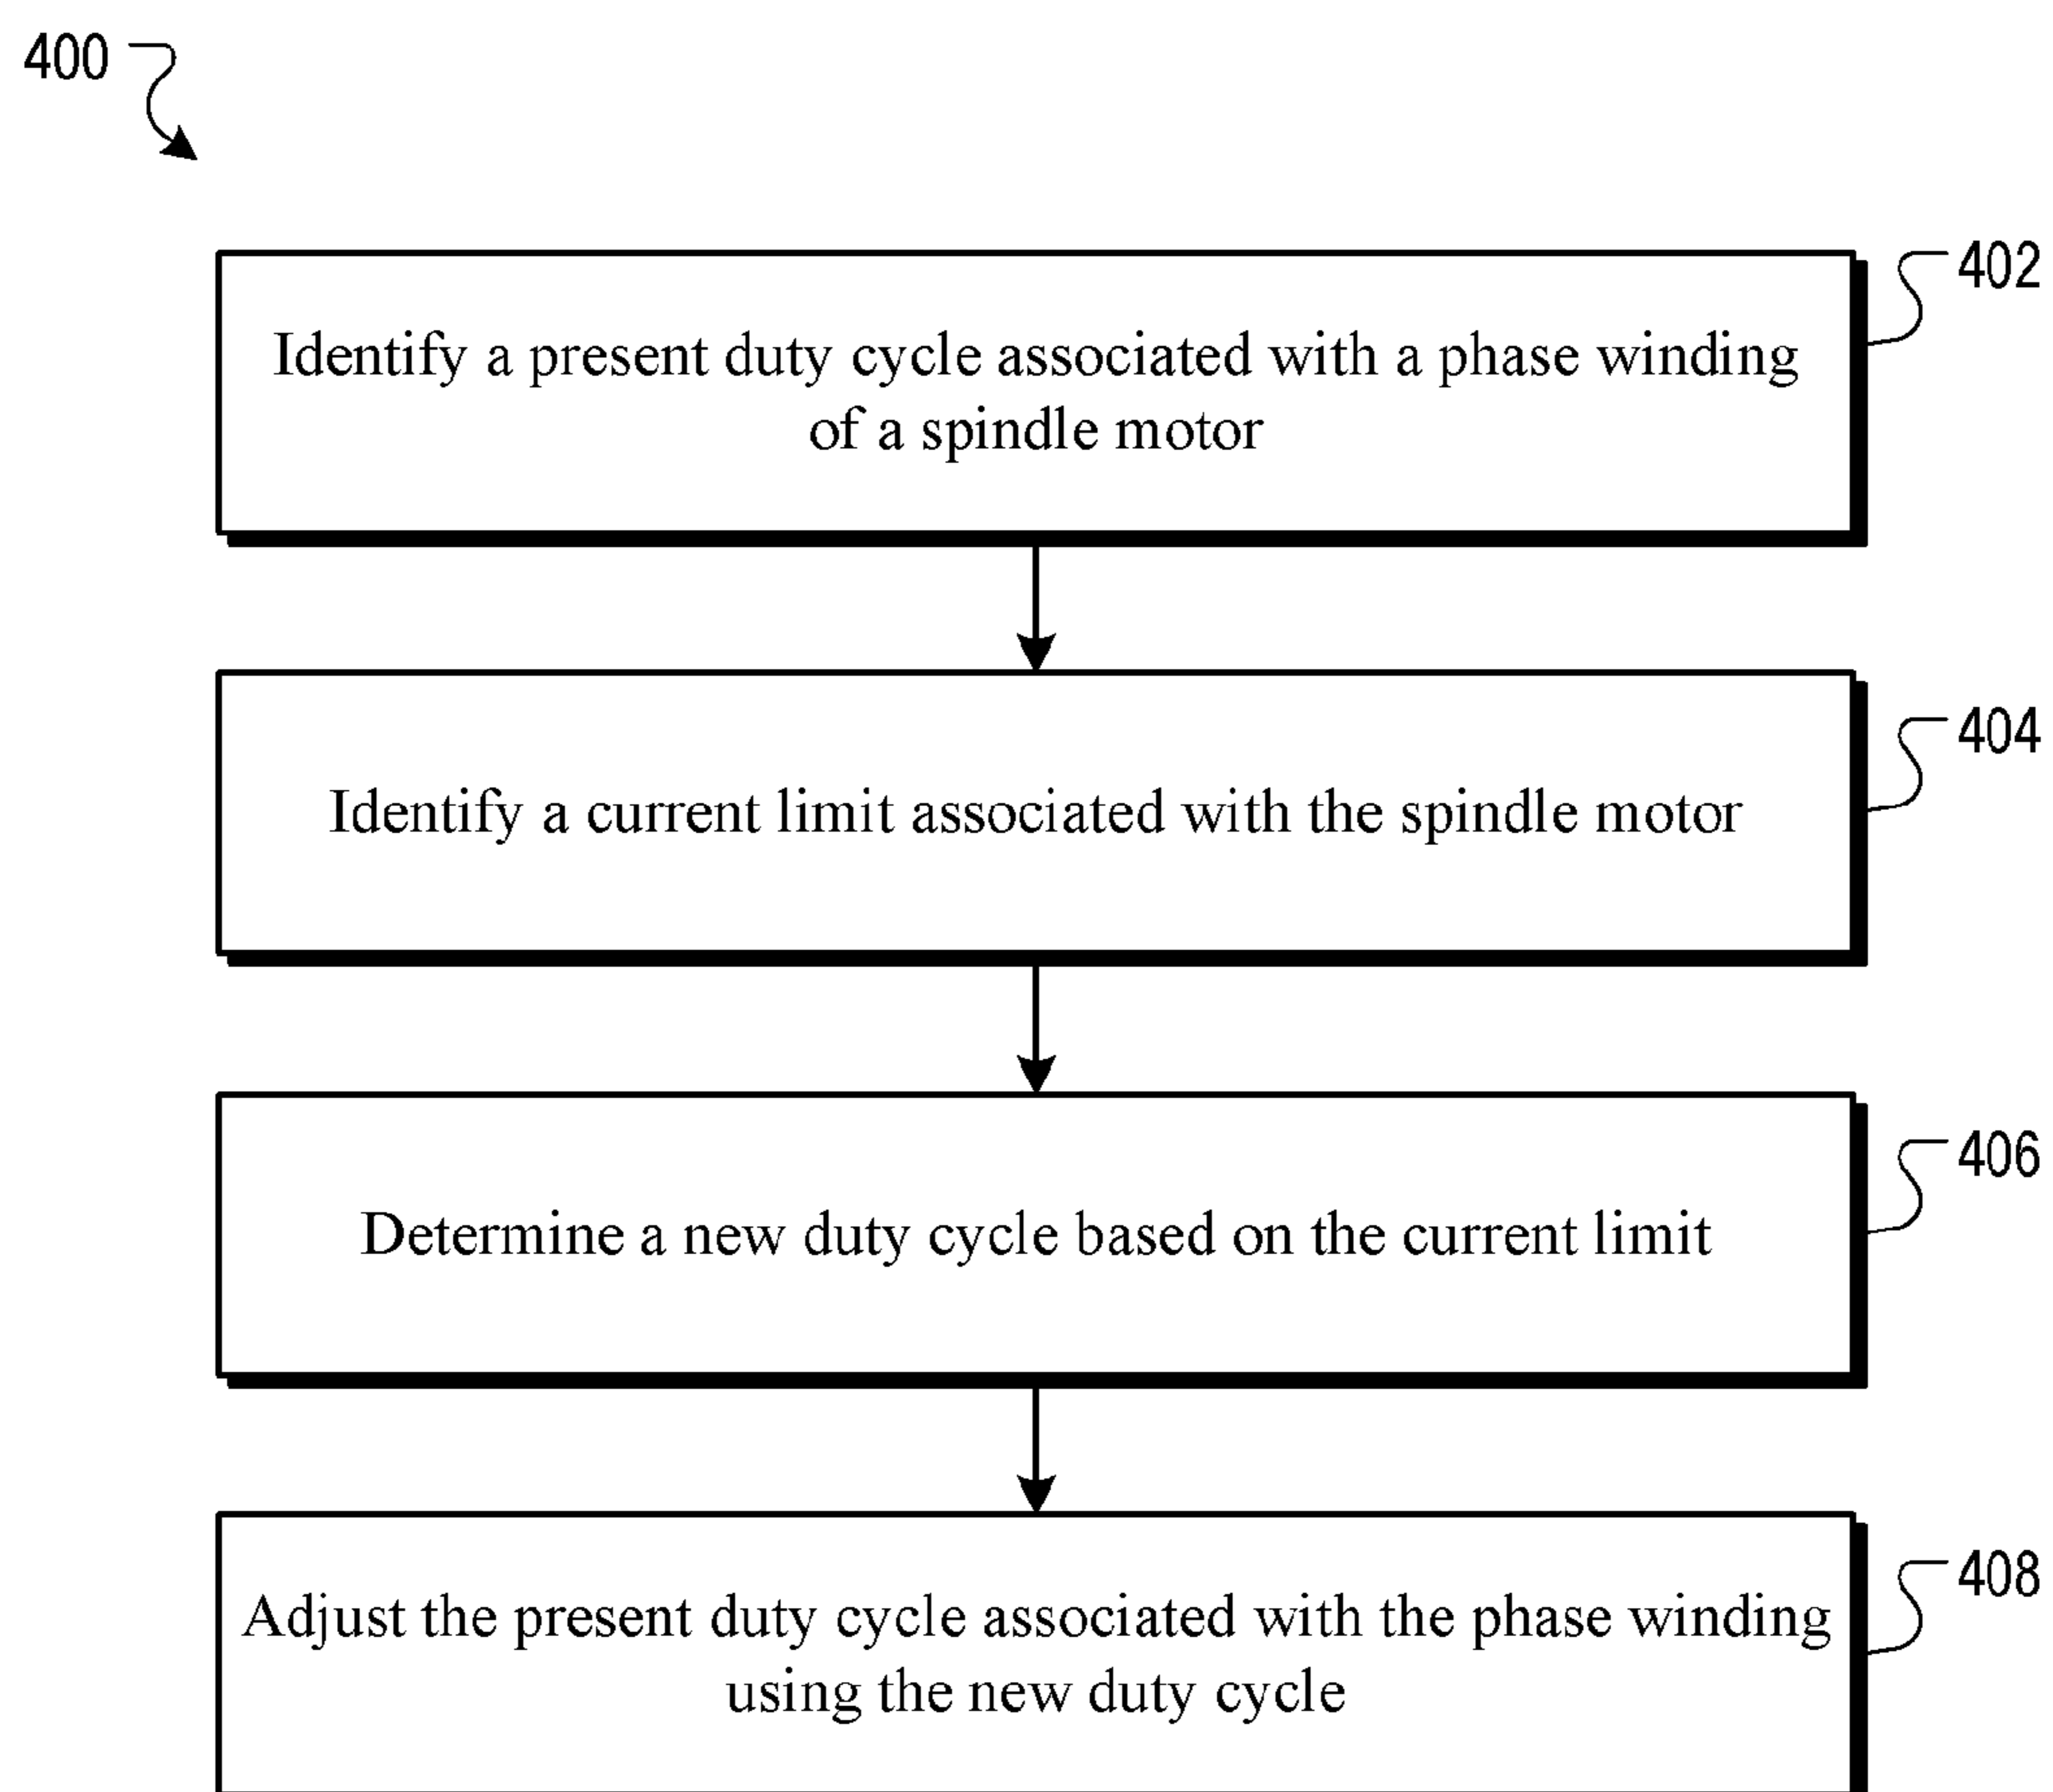 400
402
Identify a present duty cycle associated with a phase winding
of a spindle motor
404
Identify a current limit associated with the spindle motor
406
Determine a new duty cycle based on the current limit
408
Adjust the present duty cycle associated with the phase winding
using the new duty cycle